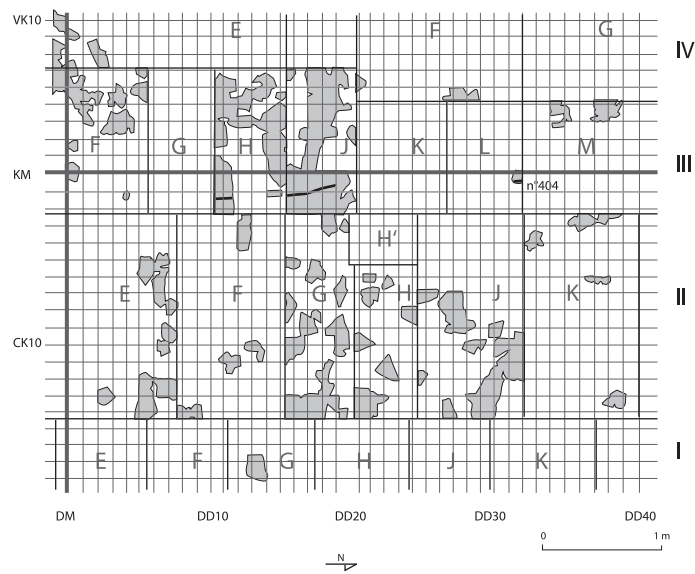 VK10 E F G IV
F G H J K L M III
KM n°404
H'
E F G H J K II
CK10
E F G H J K I
DM DD10 DD20 DD30 DD40
0 1 m
N